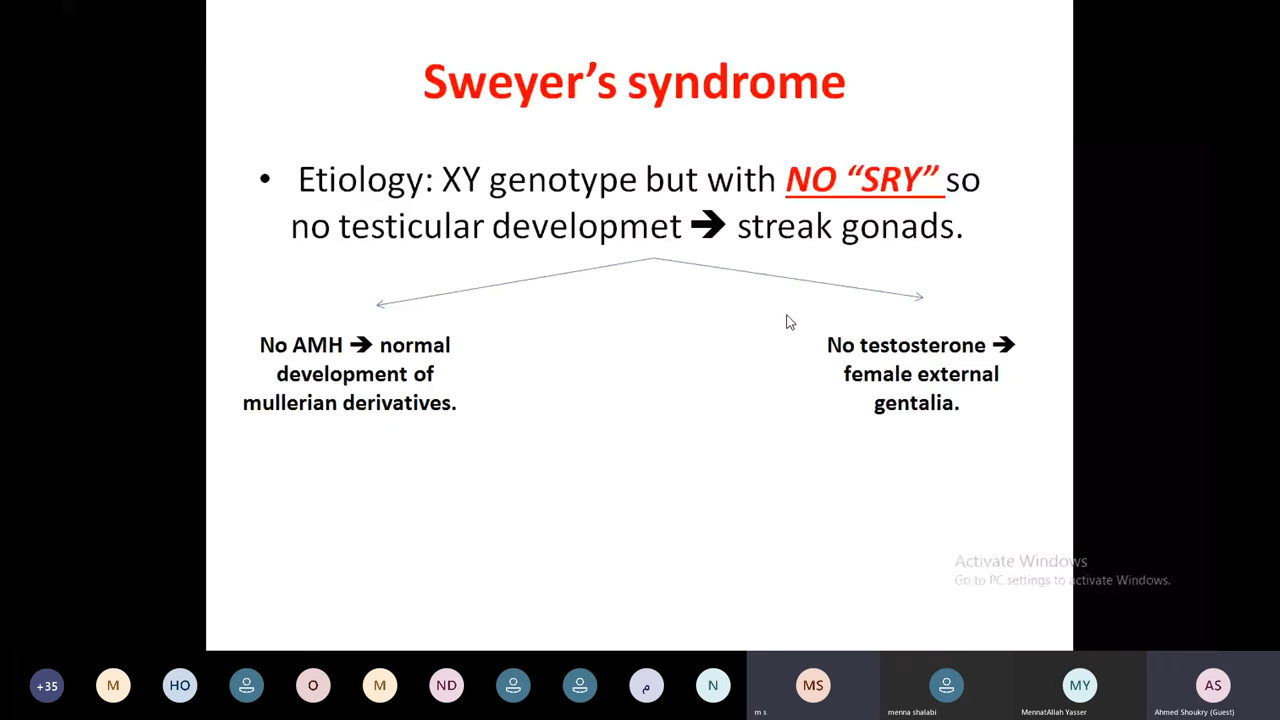 Sweyer's syndrome
• Etiology: XY genotype but with NO “SRY” so
no testicular developmet ➔ streak gonads.
No AMH ➔ normal
development of
mullerian derivatives.
No testosterone ➔
female external
gentalia.
Activate Windows
Go to PC settings to activate Windows.
+35
M
HO
O
M
ND
م
N
MS
MY
AS
m s
menna shalabi
MennatAllah Yasser
Ahmed Shoukry (Guest)